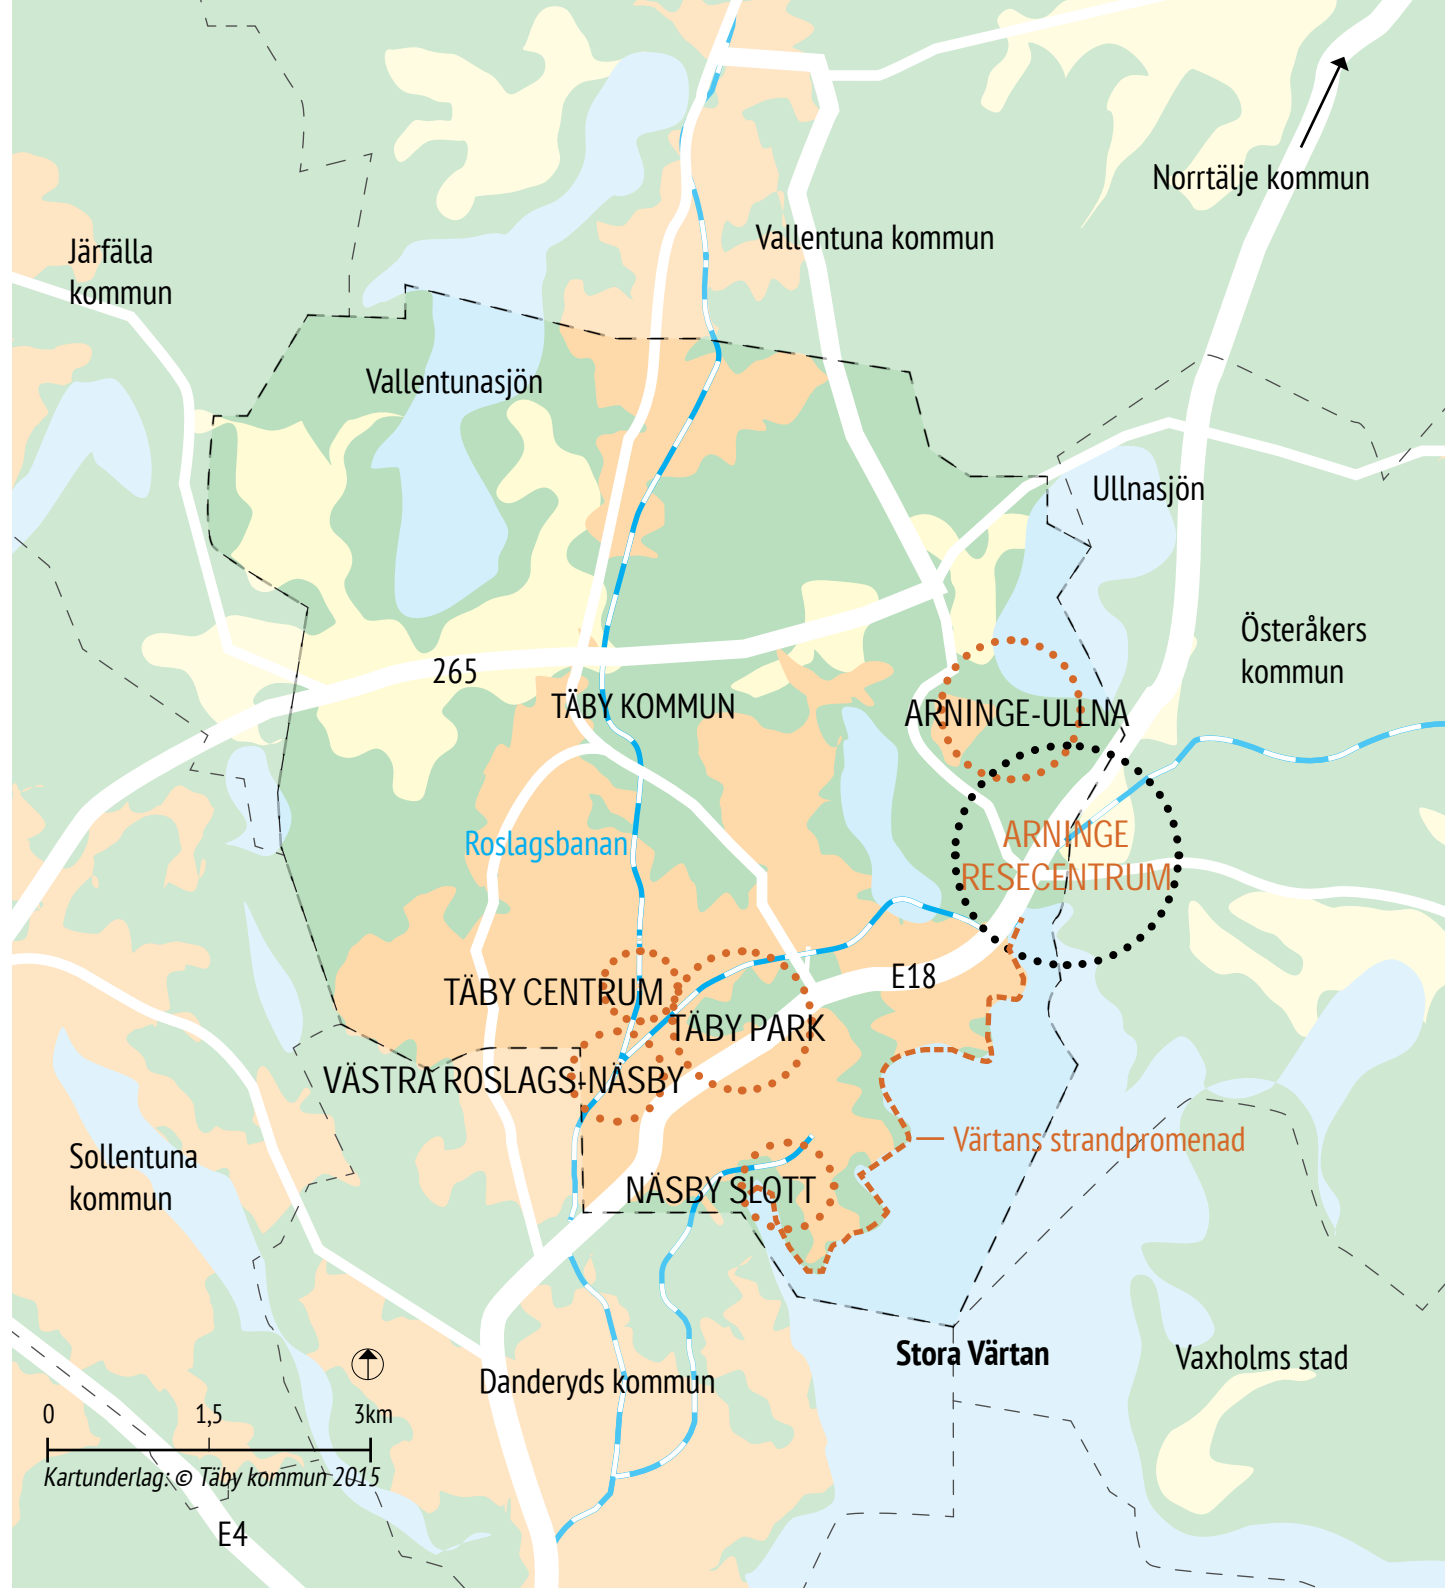 Norrtälje kommun
Vallentuna kommun
Järfälla
kommun
Vallentunasjön
Ullnasjön
Österåkers
kommun
265
TÄBY KOMMUN
ARNINGE-ULLNA
Roslagsbanan
ARNINGE
RESECENTRUM
E18
TÄBY CENTRUM
TÄBY PARK
VÄSTRA ROSLAGS-NÄSBY
Värtans strandpromenad
Sollentuna
kommun
NÄSBY SLOTT
Stora Värtan
Vaxholms stad
Danderyds kommun
0 1,5 3km
Kartunderlag: © Täby kommun 2015
E4